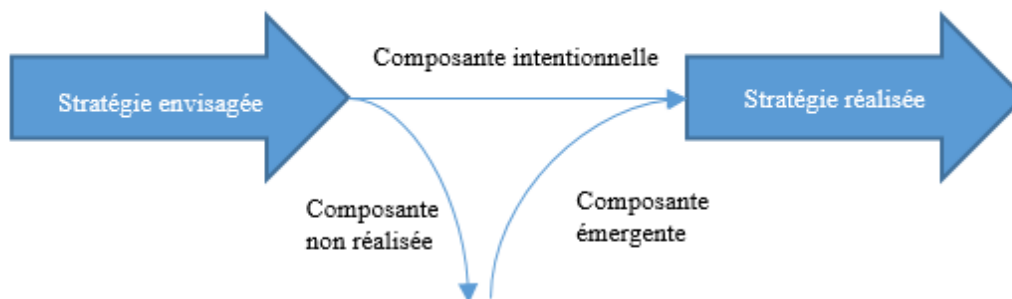 Composante intentionnelle
Stratégie envisagée
Stratégie réalisée
Composante
non réalisée
Composante
émergente